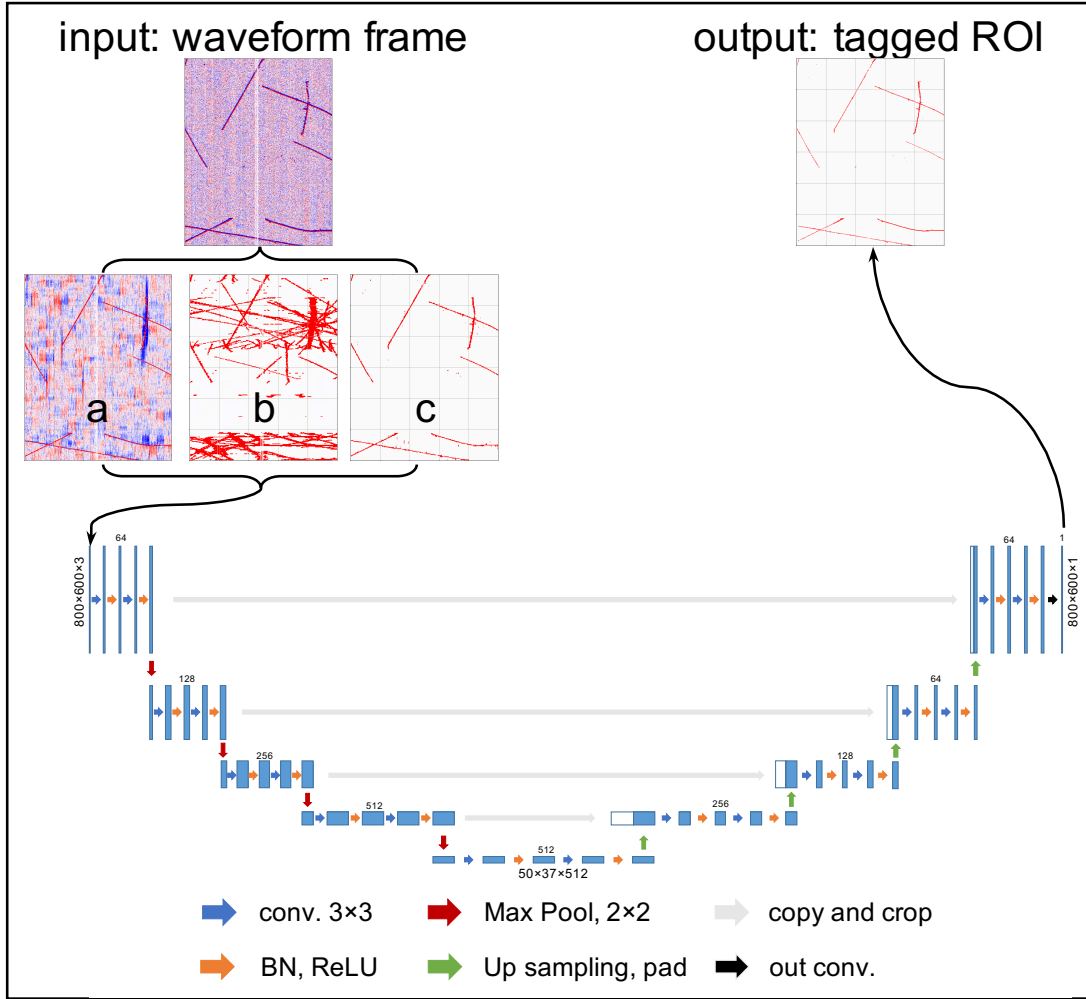 input: waveform frame
output: tagged ROI
a
b
c
800×600×3
64
64
1
800×600×1
128
64
256
128
512
256
512
50×37×512
conv. 3×3
Max Pool, 2×2
copy and crop
BN, ReLU
Up sampling, pad
out conv.